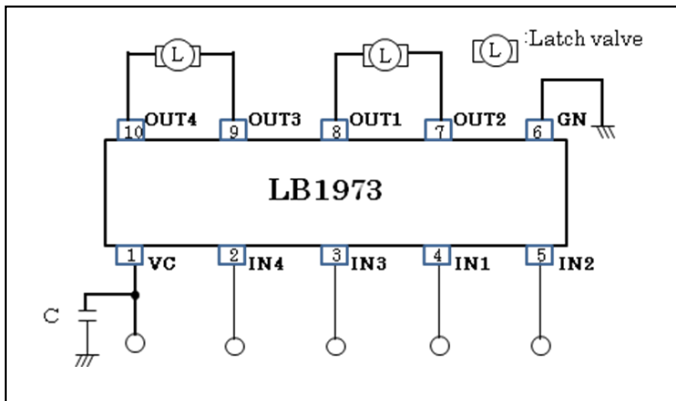 L
L
L :Latch valve
OUT4 OUT3 OUT1 OUT2 GN
10 9 8 7 6
LB1973
1 2 3 4 5
VC IN4 IN3 IN1 IN2
C